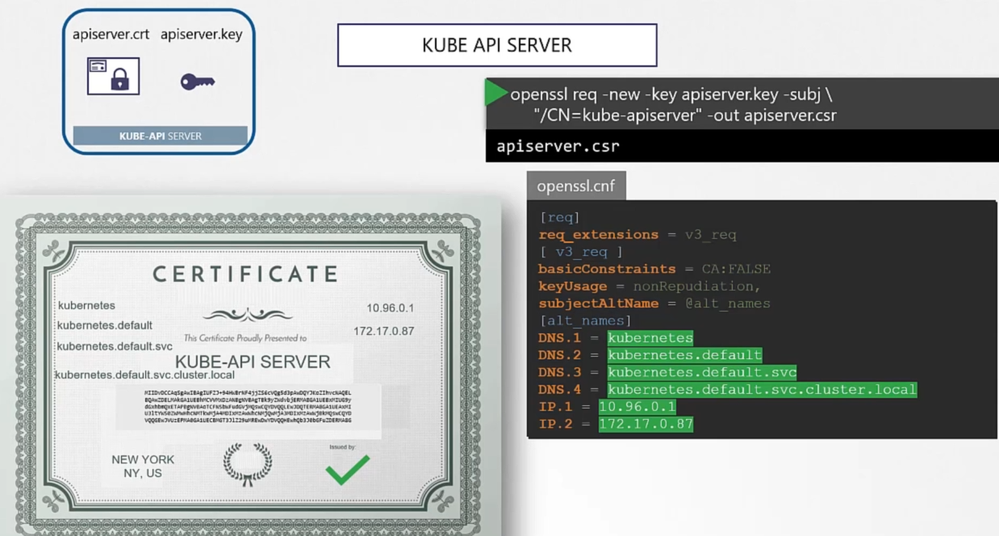 apiserver.crt apiserver.key
KUBE-API SERVER
KUBE API SERVER
openssl req -new -key apiserver.key -subj \
"/CN=kube-apiserver" -out apiserver.csr
apiserver.csr
openssl.cnf
[req]
req_extensions = v3_req
[ v3_req ]
basicConstraints = CA:FALSE
keyUsage = nonRepudiation,
subjectAltName = @alt_names
[alt_names]
DNS.1 = kubernetes
DNS.2 = kubernetes.default
DNS.3 = kubernetes.default.svc
DNS.4 = kubernetes.default.svc.cluster.local
IP.1 = 10.96.0.1
IP.2 = 172.17.0.87
CERTIFICATE
kubernetes
10.96.0.1
kubernetes.default
172.17.0.87
This Certificate Proudly Presented to
kubernetes.default.svc
KUBE-API SERVER
kubernetes.default.svc.cluster.local
NEW YORK
NY, US
Issued by: